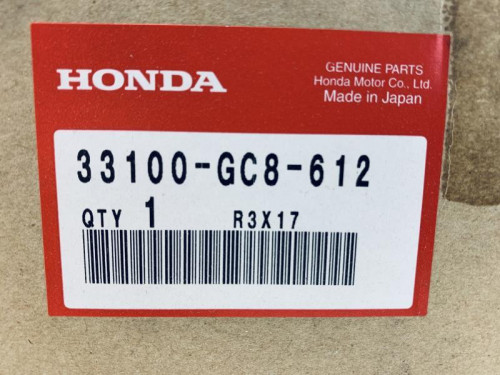 HONDA
GENUINE PARTS
Honda Motor Co., Ltd.
Made in Japan
33100-GC8-612
QTY 1 R3X17